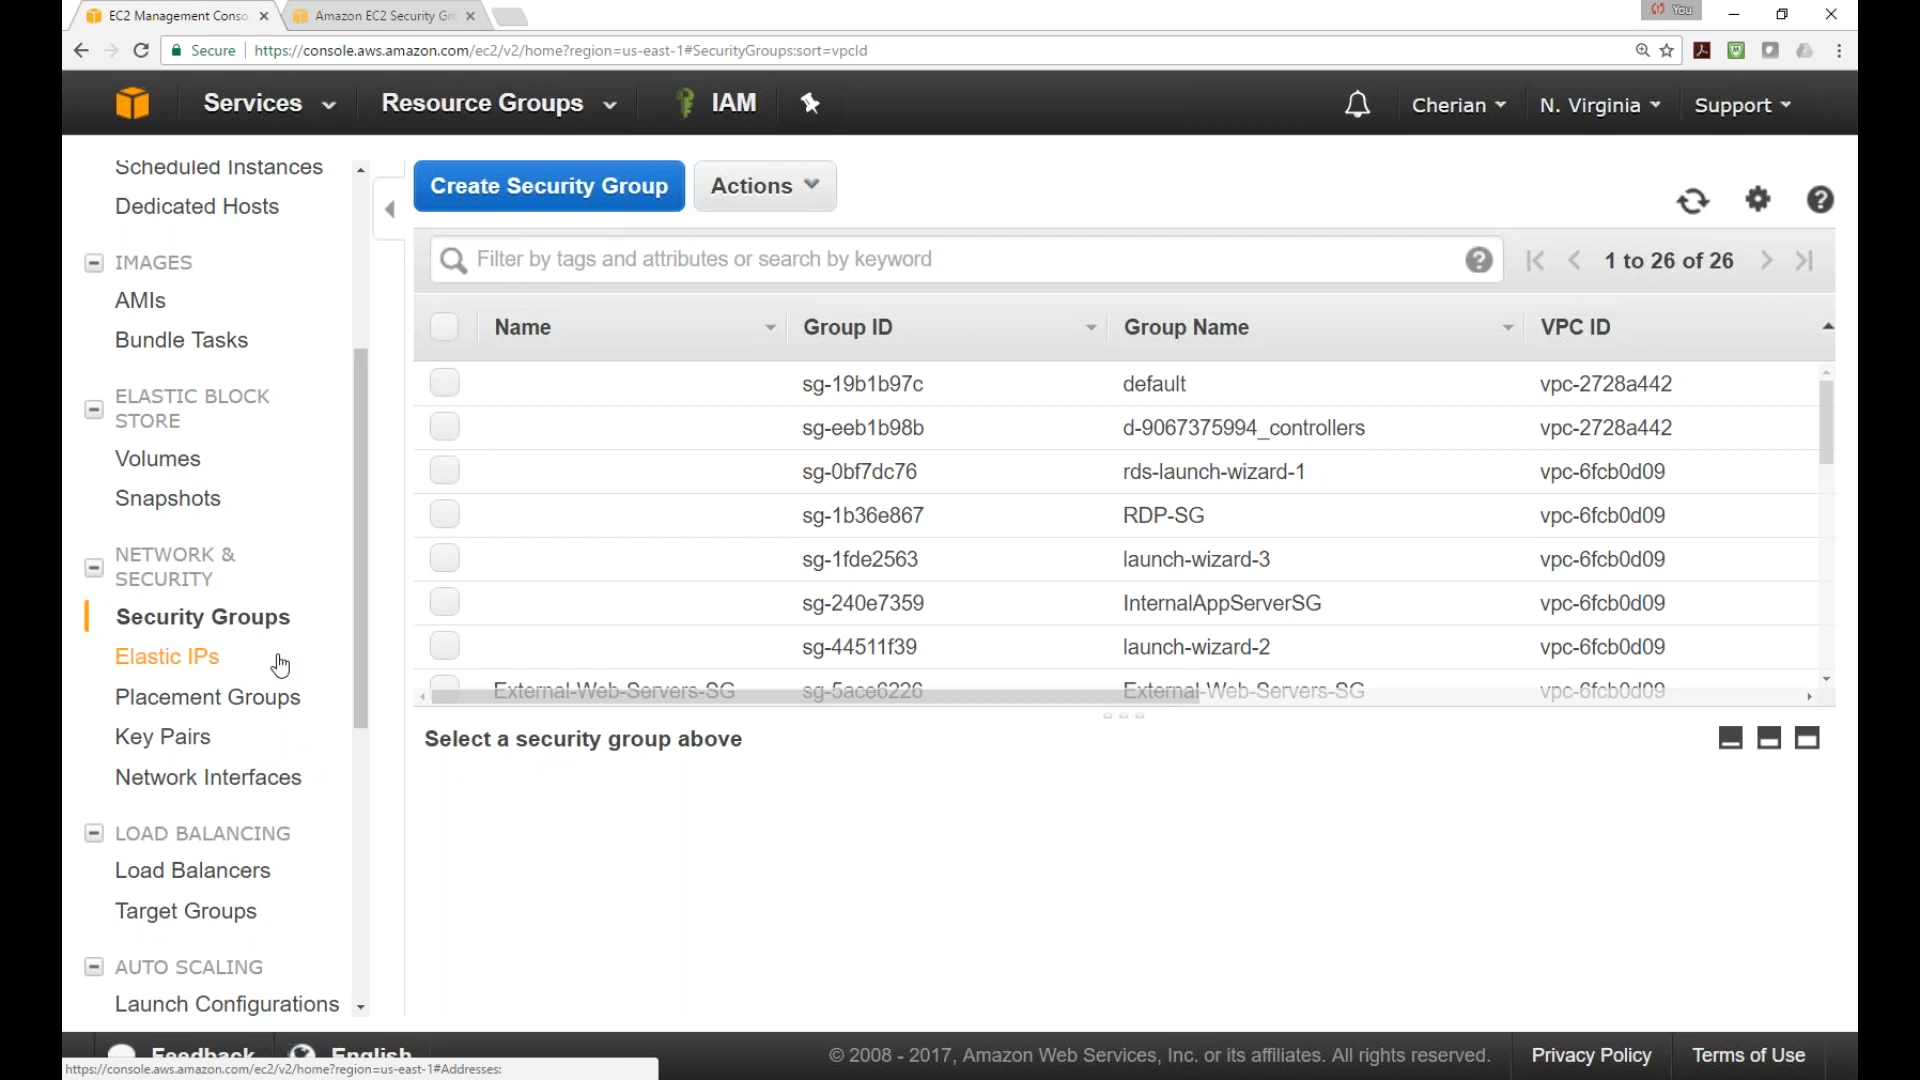 EC2 Management Conso
Amazon EC2 Security Gr
You
Secure
https://console.aws.amazon.com/ec2/v2/home?region=us-east-1#SecurityGroups:sort=vpcId
Services
Resource Groups
IAM
Cherian
N. Virginia
Support
Scheduled Instances
Dedicated Hosts
IMAGES
AMIs
Bundle Tasks
ELASTIC BLOCK
STORE
Volumes
Snapshots
NETWORK &
SECURITY
Security Groups
Elastic IPs
Placement Groups
Key Pairs
Network Interfaces
LOAD BALANCING
Load Balancers
Target Groups
AUTO SCALING
Launch Configurations
Create Security Group
Actions
Filter by tags and attributes or search by keyword
1 to 26 of 26
Name Group ID Group Name VPC ID
sg-19b1b97c default vpc-2728a442
sg-eeb1b98b d-9067375994_controllers vpc-2728a442
sg-0bf7dc76 rds-launch-wizard-1 vpc-6fcb0d09
sg-1b36e867 RDP-SG vpc-6fcb0d09
sg-1fde2563 launch-wizard-3 vpc-6fcb0d09
sg-240e7359 InternalAppServerSG vpc-6fcb0d09
sg-44511f39 launch-wizard-2 vpc-6fcb0d09
External-Web-Servers-SG sg-5ace6226 External-Web-Servers-SG vpc-6fcb0d09
Select a security group above
Feedback
English
© 2008 - 2017, Amazon Web Services, Inc. or its affiliates. All rights reserved.
Privacy Policy
Terms of Use
https://console.aws.amazon.com/ec2/v2/home?region=us-east-1#Addresses: